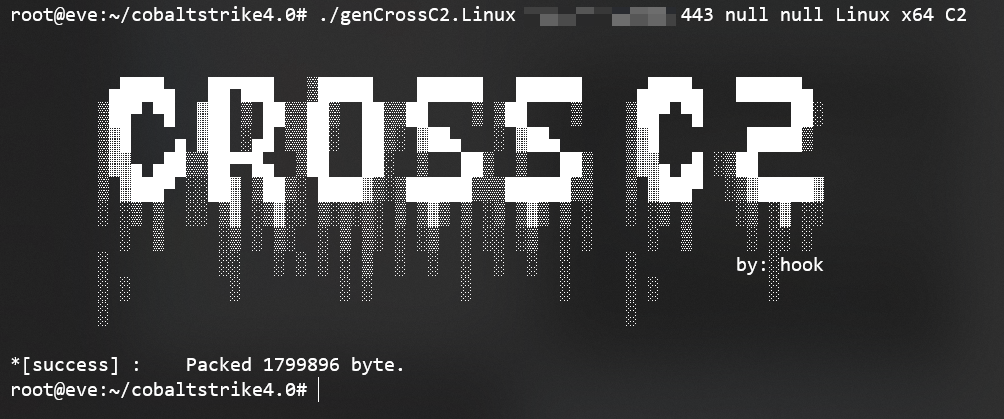 root@eve:~/cobaltstrike4.0# ./genCrossC2.Linux 443 null null Linux x64 C2
CROSS C2
by: hook
*[success] :    Packed 1799896 byte.
root@eve:~/cobaltstrike4.0#